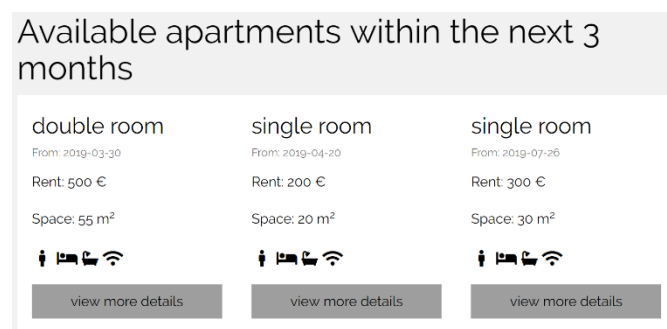 Available apartments within the next 3
months
double room
From: 2019-03-30
Rent: 500 €
Space: 55 m²
view more details
single room
From: 2019-04-20
Rent: 200 €
Space: 20 m²
view more details
single room
From: 2019-07-26
Rent: 300 €
Space: 30 m²
view more details